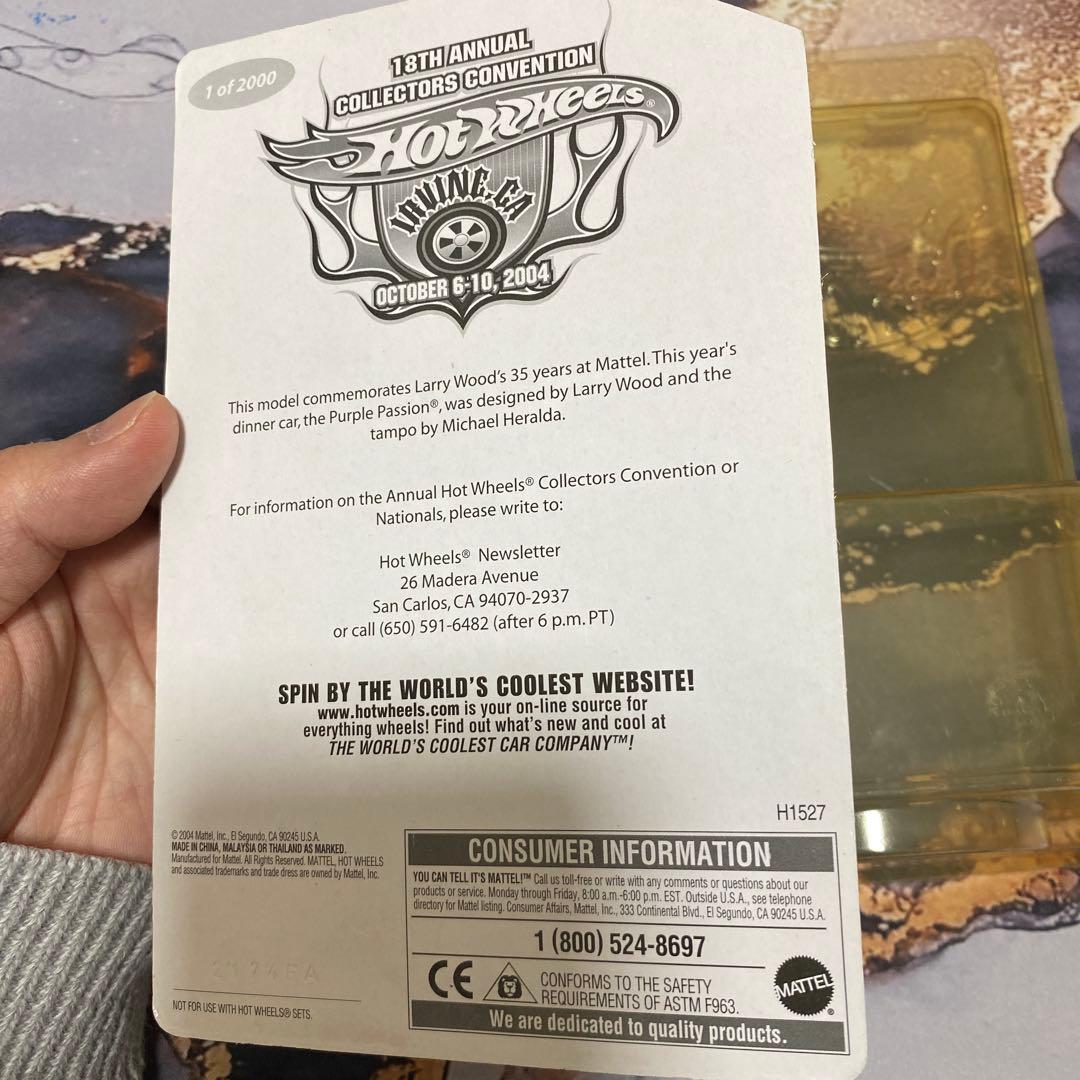 1 of 2000
18TH ANNUAL
COLLECTORS CONVENTION
HOT WHEELS®
IRVINE, CA
OCTOBER 6-10, 2004
This model commemorates Larry Wood's 35 years at Mattel. This year's
dinner car, the Purple Passion®, was designed by Larry Wood and the
tampo by Michael Heralda.
For information on the Annual Hot Wheels® Collectors Convention or
Nationals, please write to:
Hot Wheels® Newsletter
26 Madera Avenue
San Carlos, CA 94070-2937
or call (650) 591-6482 (after 6 p.m. PT)
SPIN BY THE WORLD'S COOLEST WEBSITE!
www.hotwheels.com is your on-line source for
everything wheels! Find out what's new and cool at
THE WORLD'S COOLEST CAR COMPANY™!
H1527
© 2004 Mattel, Inc., El Segundo, CA 90245 U.S.A.
MADE IN CHINA, MALAYSIA OR THAILAND AS MARKED.
Manufactured for Mattel. All Rights Reserved. MATTEL, HOT WHEELS
and associated trademarks and trade dress are owned by Mattel, Inc.
NOT FOR USE WITH HOT WHEELS® SETS.
CONSUMER INFORMATION
YOU CAN TELL IT'S MATTEL!™ Call us toll-free or write with any comments or questions about our
products or service. Monday through Friday, 8:00 a.m.-6:00 p.m. EST. Outside U.S.A., see telephone
directory for Mattel listing. Consumer Affairs, Mattel, Inc., 333 Continental Blvd., El Segundo, CA 90245 U.S.A.
1 (800) 524-8697
CE
CONFORMS TO THE SAFETY
REQUIREMENTS OF ASTM F963.
MATTEL®
We are dedicated to quality products.